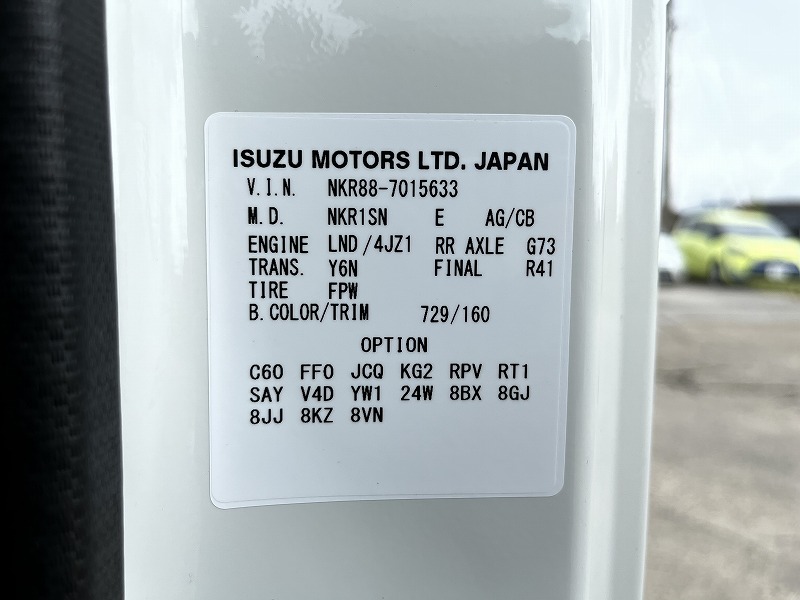 ISUZU MOTORS LTD. JAPAN
V.I.N. NKR88-7015633
M.D. NKR1SN E AG/CB
ENGINE LND/4JZ1 RR AXLE G73
TRANS. Y6N FINAL R41
TIRE FPW
B.COLOR/TRIM 729/160
OPTION
C60 FF0 JCQ KG2 RPV RT1
SAY V4D YW1 24W 8BX 8GJ
8JJ 8KZ 8VN